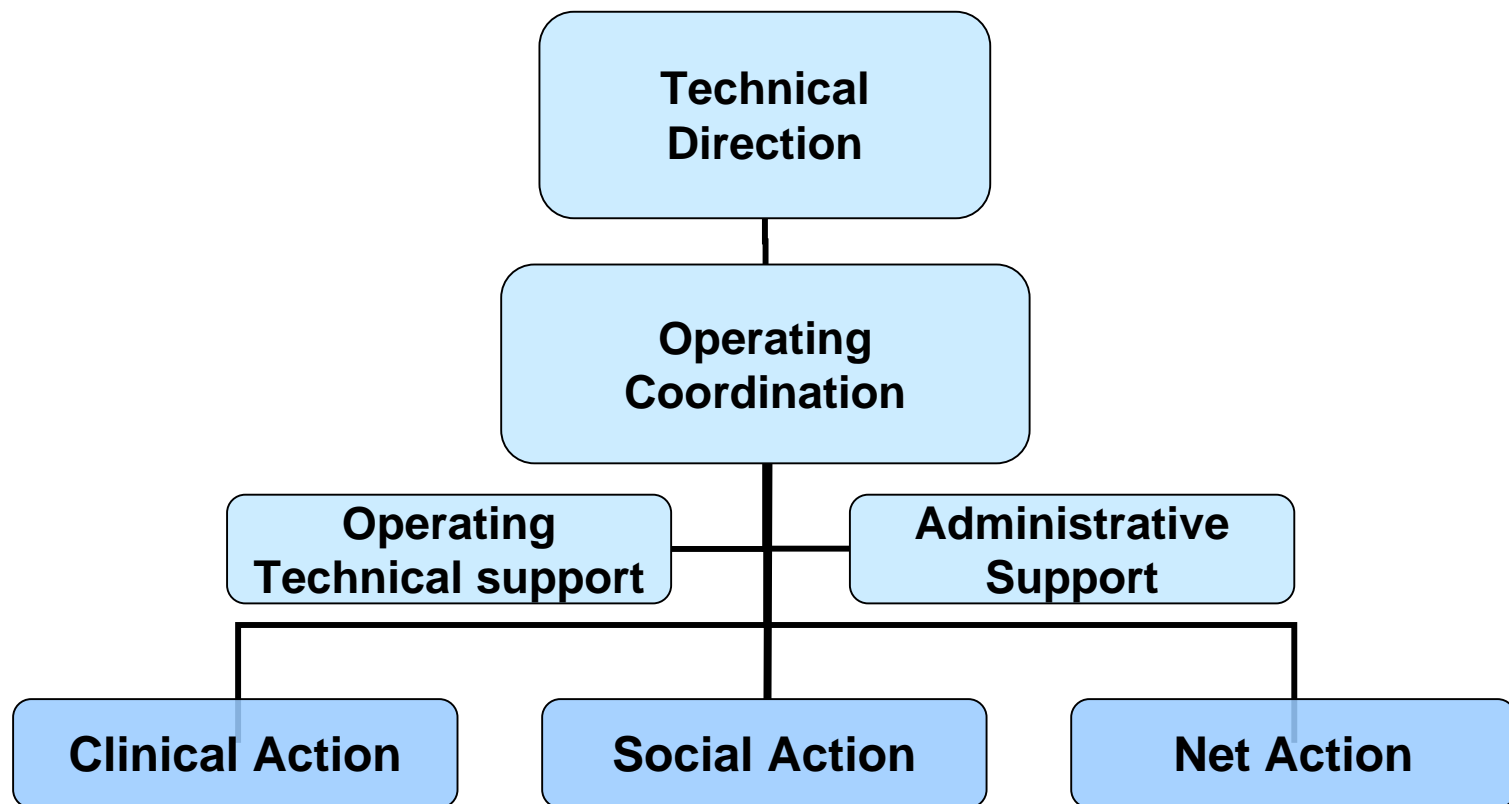 Technical
Direction
Operating
Coordination
Operating
Technical support
Administrative
Support
Clinical Action
Social Action
Net Action